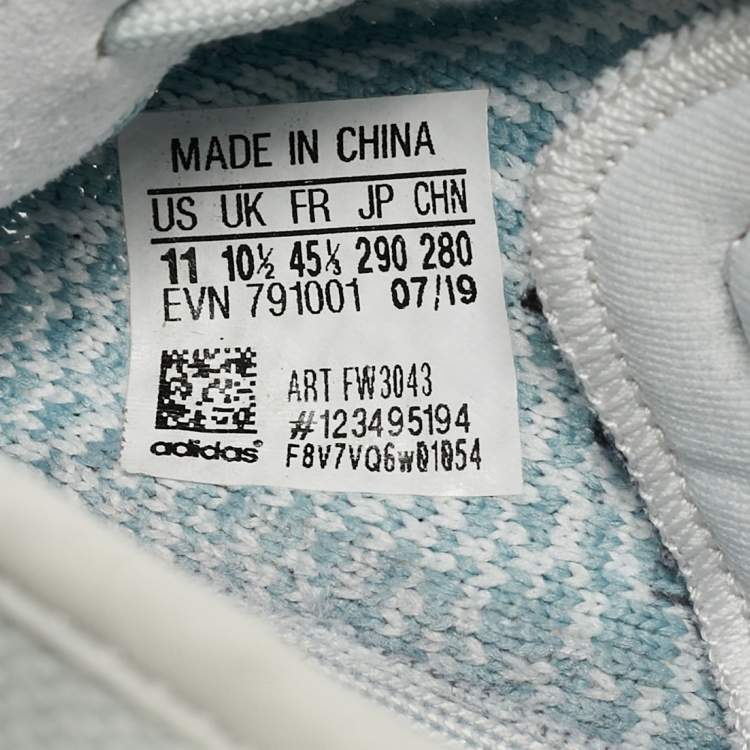 MADE IN CHINA
US UK FR JP CHN
11 10½ 45⅓ 290 280
EVN 791001 07/19
ART FW3043
#123495194
adidas®
F8V7VQ6w01054